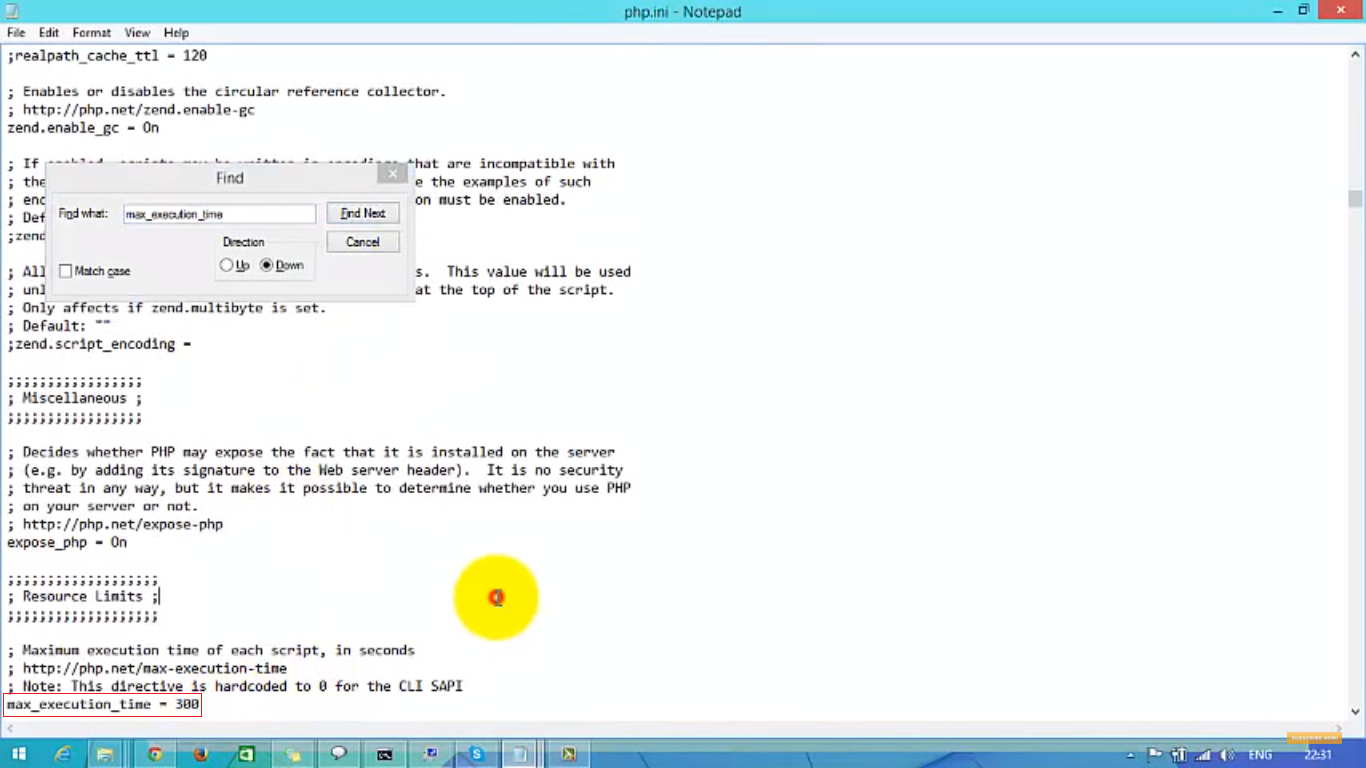 php.ini - Notepad
File Edit Format View Help
;realpath_cache_ttl = 120
; Enables or disables the circular reference collector.
; http://php.net/zend.enable-gc
zend.enable_gc = On
; If that are incompatible with
; the e the examples of such
; enc on must be enabled.
; Def
;zend
Find
Find what: max_execution_time Find Next
Direction Cancel
Match case Up Down
; All s. This value will be used
; unl at the top of the script.
; Only affects if zend.multibyte is set.
; Default: ""
;zend.script_encoding =
;;;;;;;;;;;;;;;;;
; Miscellaneous ;
;;;;;;;;;;;;;;;;;
; Decides whether PHP may expose the fact that it is installed on the server
; (e.g. by adding its signature to the Web server header). It is no security
; threat in any way, but it makes it possible to determine whether you use PHP
; on your server or not.
; http://php.net/expose-php
expose_php = On
;;;;;;;;;;;;;;;;;;;
; Resource Limits ;
;;;;;;;;;;;;;;;;;;;
; Maximum execution time of each script, in seconds
; http://php.net/max-execution-time
; Note: This directive is hardcoded to 0 for the CLI SAPI
max_execution_time = 300
SUBSCRIBE NOW!
ENG 22:31